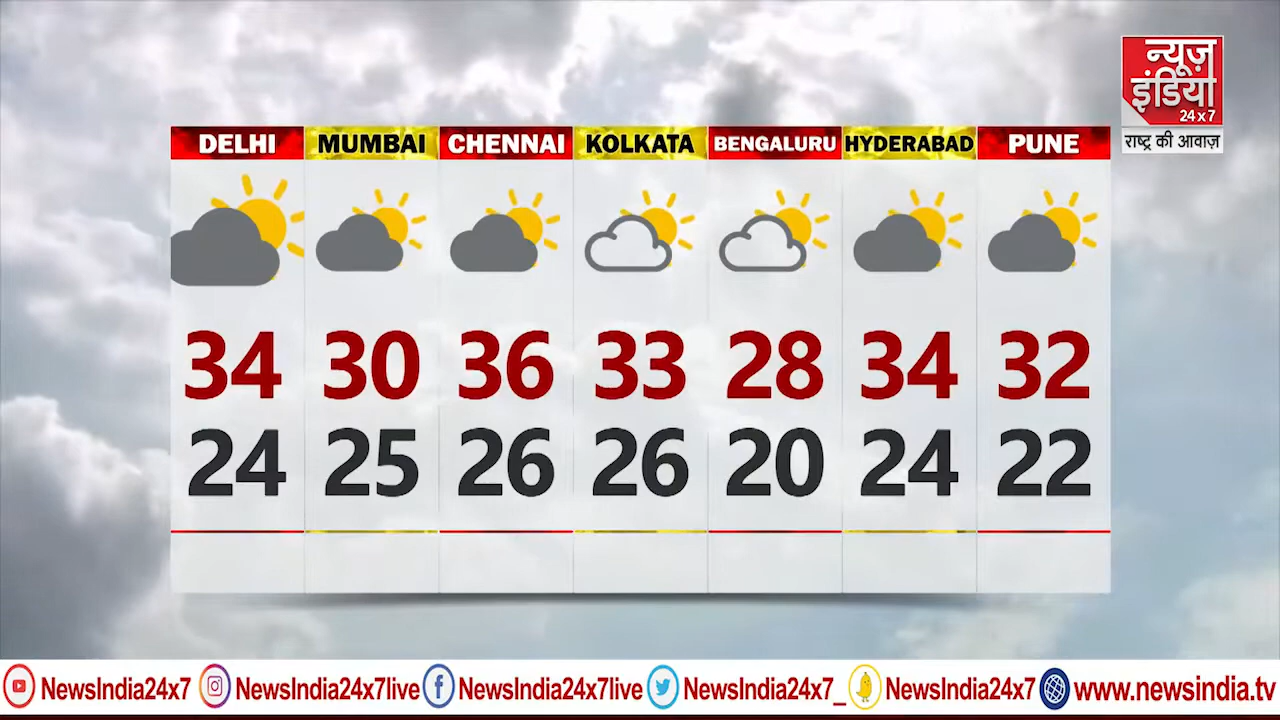 न्यूज़
इंडिया
24x7
राष्ट्र की आवाज़
DELHI MUMBAI CHENNAI KOLKATA BENGALURU HYDERABAD PUNE
34 30 36 33 28 34 32
24 25 26 26 20 24 22
NewsIndia24x7 NewsIndia24x7live NewsIndia24x7live NewsIndia24x7_ NewsIndia24x7 www.newsindia.tv